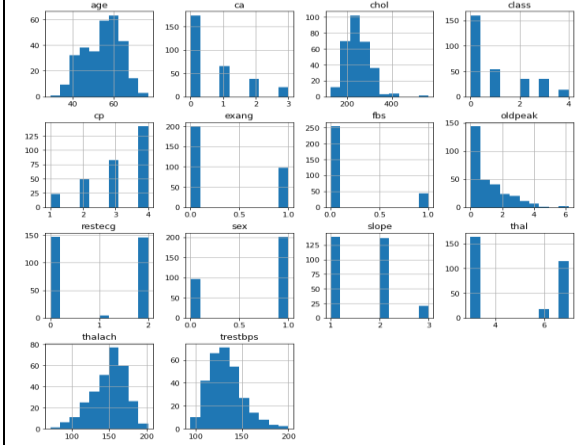 age
60
40
20
0
40 60
ca
150
100
50
0
0 1 2 3
chol
100
80
60
40
20
0
200 400
class
150
100
50
0
0 2 4
cp
125
100
75
50
25
0
1 2 3 4
exang
200
150
100
50
0
0.0 0.5 1.0
fbs
250
200
150
100
50
0
0.0 0.5 1.0
oldpeak
150
100
50
0
0 2 4 6
restecg
150
100
50
0
0 1 2
sex
200
150
100
50
0
0.0 0.5 1.0
slope
125
100
75
50
25
0
1 2 3
thal
150
100
50
0
4 6
thalach
80
60
40
20
0
100 150 200
trestbps
60
40
20
0
100 150 200